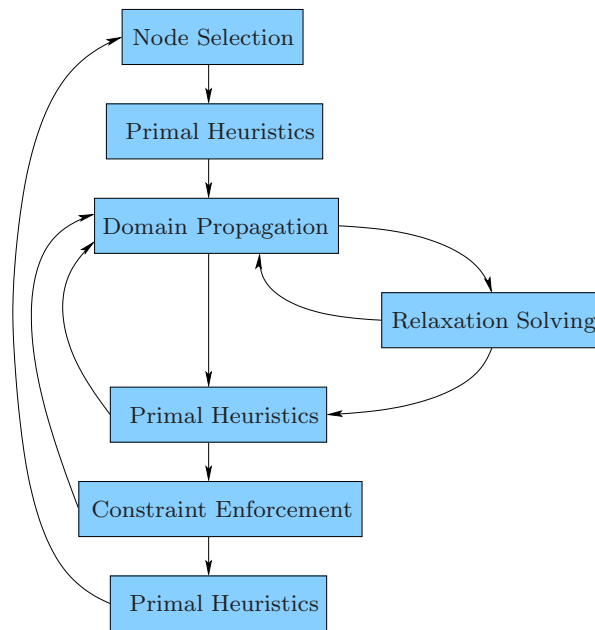 Node Selection
Primal Heuristics
Domain Propagation
Relaxation Solving
Primal Heuristics
Constraint Enforcement
Primal Heuristics